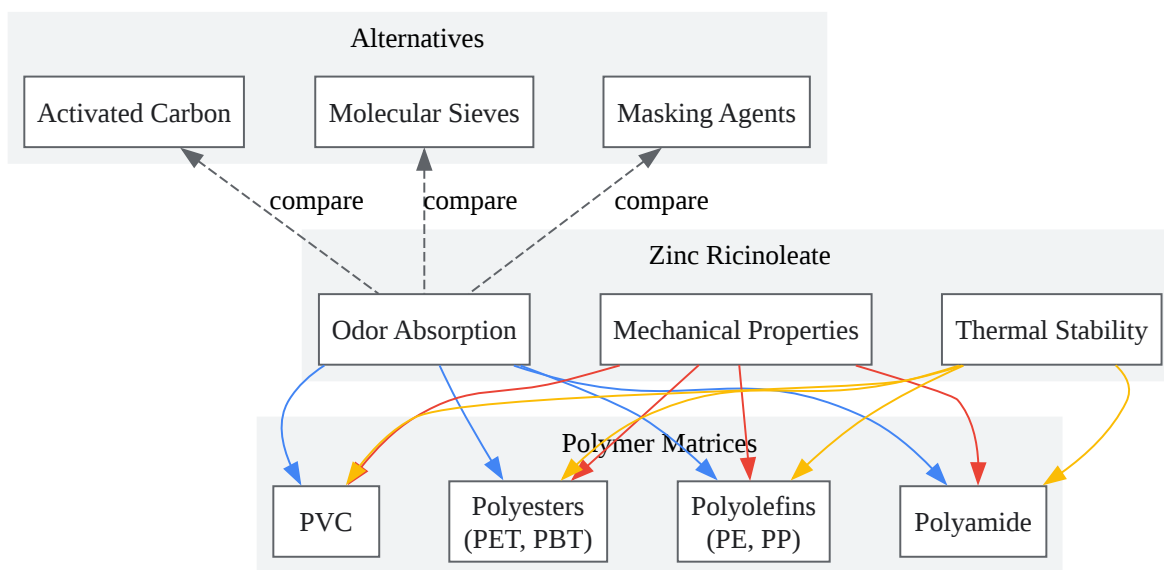 Alternatives
Activated Carbon
Molecular Sieves
Masking Agents
compare
compare
compare
Zinc Ricinoleate
Odor Absorption
Mechanical Properties
Thermal Stability
Polymer Matrices
PVC
Polyesters
(PET, PBT)
Polyolefins
(PE, PP)
Polyamide